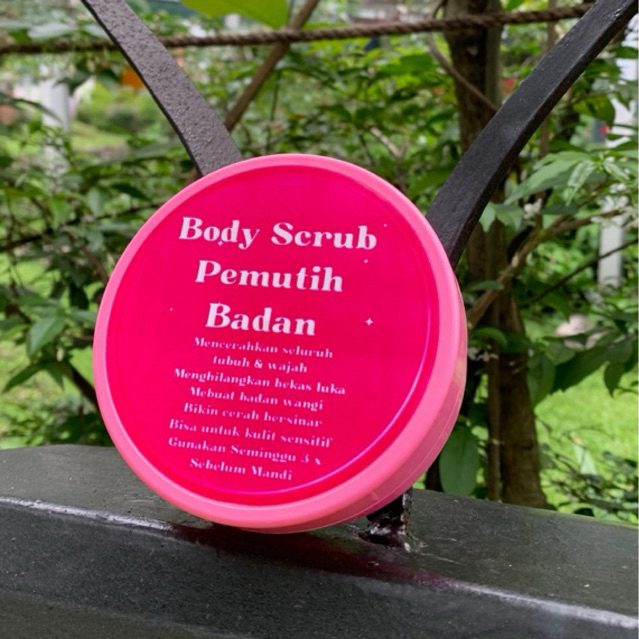 Body Scrub
Pemutih
Badan
Mencerahkan seluruh
tubuh & wajah
Menghilangkan bekas luka
Mebuat badan wangi
Bikin cerah bersinar
Bisa untuk kulit sensitif
Gunakan Seminggu 3 x
Sebelum Mandi